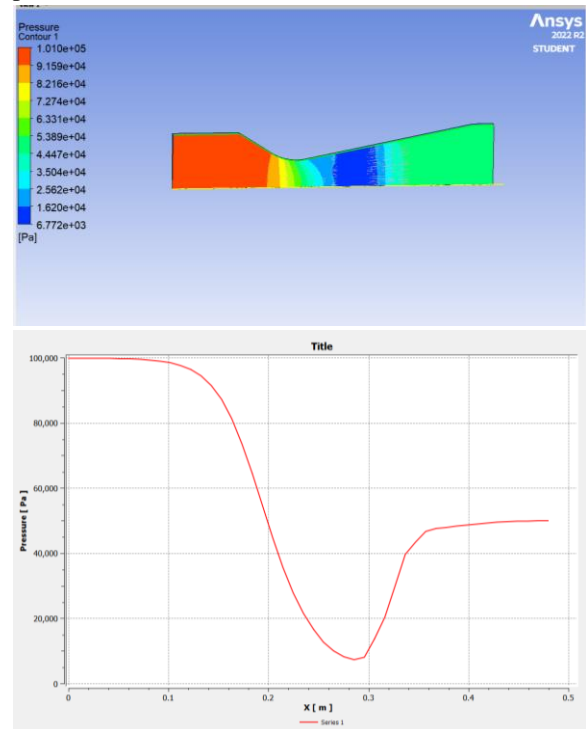 Pressure
Contour 1
1.010e+05
9.159e+04
8.216e+04
7.274e+04
6.331e+04
5.389e+04
4.447e+04
3.504e+04
2.562e+04
1.620e+04
6.772e+03
[Pa]
Ansys
2022 R2
STUDENT
Title
100,000
80,000
60,000
40,000
20,000
0
Pressure [ Pa ]
0
0.1
0.2
0.3
0.4
0.5
X [ m ]
Series 1